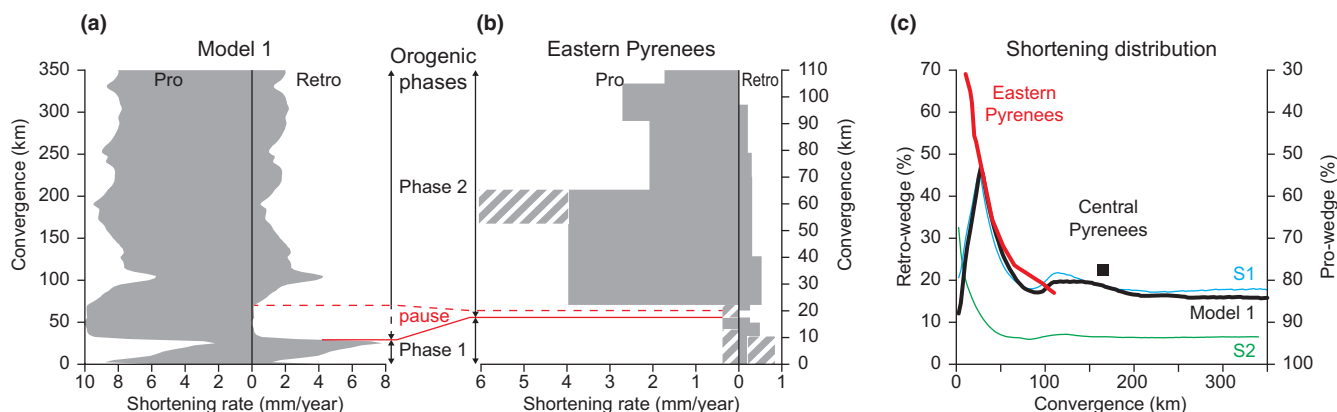 (a)
Model 1
Pro
Retro
350
300
250
200
150
100
50
0
Convergence (km)
10
8
6
4
2
0
2
4
6
8
Shortening rate (mm/year)
Orogenic
phases
Phase 2
pause
Phase 1
(b)
Eastern Pyrenees
Pro
Retro
110
100
90
80
70
60
50
40
30
20
10
0
Convergence (km)
6
5
4
3
2
1
0
1
Shortening rate (mm/year)
(c)
Shortening distribution
70
60
50
40
30
20
10
0
Retro-wedge (%)
30
40
50
60
70
80
90
100
Pro-wedge (%)
Eastern
Pyrenees
Central
Pyrenees
S1
Model 1
S2
0
100
200
300
Convergence (km)